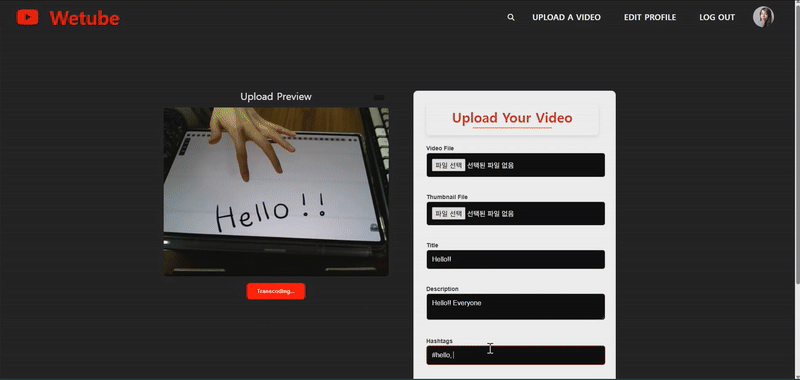 Wetube
UPLOAD A VIDEO
EDIT PROFILE
LOG OUT
Upload Preview
Hello!!
Transcoding...
Upload Your Video
Video File
파일 선택 선택된 파일 없음
Thumbnail File
파일 선택 선택된 파일 없음
Title
Hello!!
Description
Hello!! Everyone
Hashtags
#hello,